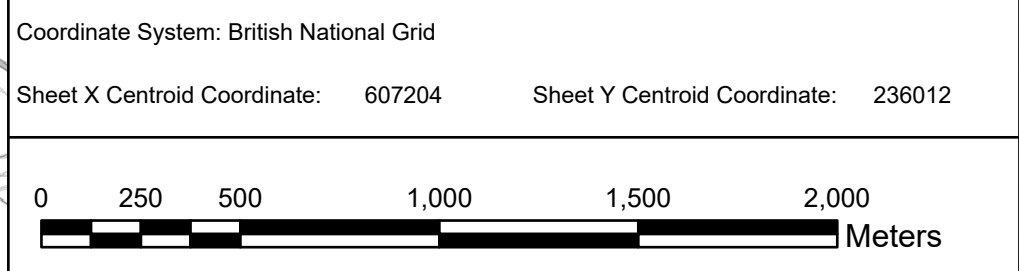 Coordinate System: British National Grid
Sheet X Centroid Coordinate: 607204 Sheet Y Centroid Coordinate: 236012
0 250 500 1,000 1,500 2,000
Meters